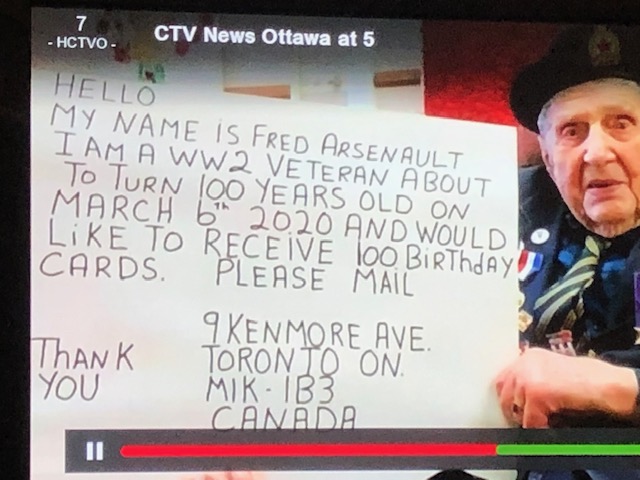 7
- HCTVO -
CTV News Ottawa at 5
HELLO
MY NAME IS FRED ARSENAULT
I AM A WW2 VETERAN ABOUT
TO TURN 100 YEARS OLD ON
MARCH 6TH 2020 AND WOULD
LIKE TO RECEIVE 100 BIRTHdAY
CARDS. PLEASE MAIL
9 KENMORE AVE.
THANK TORONTO ON.
YOU M1K-1B3
CANADA